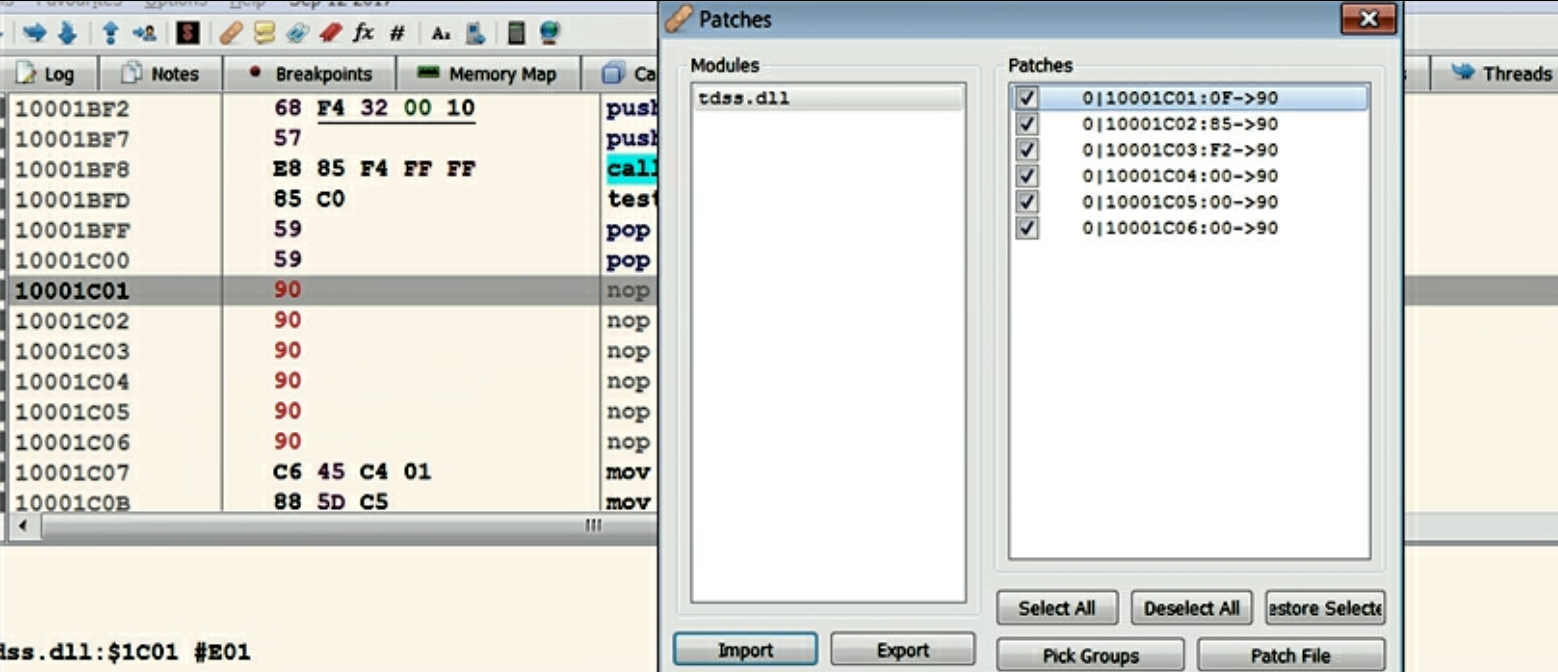 Favourites Options Help Sep 12 2017
$ fx # Az
Log Notes Breakpoints Memory Map Threads
10001BF2 68 F4 32 00 10
10001BF7 57
10001BF8 E8 85 F4 FF FF
10001BFD 85 C0
10001BFF 59 pop
10001C00 59 pop
10001C01 90 nop
10001C02 90 nop
10001C03 90 nop
10001C04 90 nop
10001C05 90 nop
10001C06 90 nop
10001C07 C6 45 C4 01 mov
10001C0B 88 5D C5 mov
dss.dll:$1C01 #E01
Patches
Modules
tdss.dll
Import Export
Patches
0|10001C01:0F->90
0|10001C02:85->90
0|10001C03:F2->90
0|10001C04:00->90
0|10001C05:00->90
0|10001C06:00->90
Select All Deselect All estore Selecte
Pick Groups Patch File